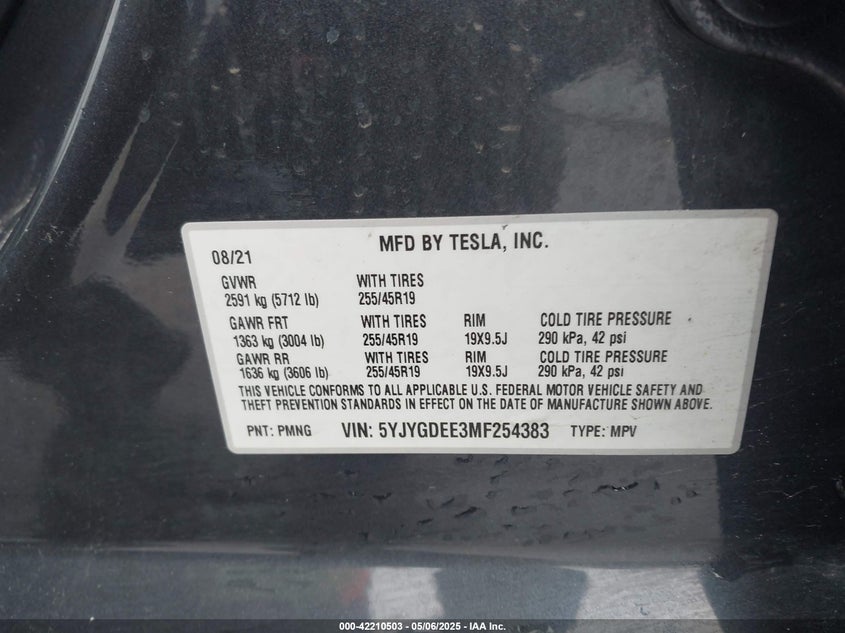 MFD BY TESLA, INC.
08/21
GVWR WITH TIRES
2591 kg (5712 lb) 255/45R19
GAWR FRT WITH TIRES RIM COLD TIRE PRESSURE
1363 kg (3004 lb) 255/45R19 19X9.5J 290 kPa, 42 psi
GAWR RR WITH TIRES RIM COLD TIRE PRESSURE
1636 kg (3606 lb) 255/45R19 19X9.5J 290 kPa, 42 psi
THIS VEHICLE CONFORMS TO ALL APPLICABLE U.S. FEDERAL MOTOR VEHICLE SAFETY AND
THEFT PREVENTION STANDARDS IN EFFECT ON THE DATE OF MANUFACTURE SHOWN ABOVE.
PNT: PMNG VIN: 5YJYGDEE3MF254383 TYPE: MPV
000-42210503 - 05/06/2025 - IAA Inc.